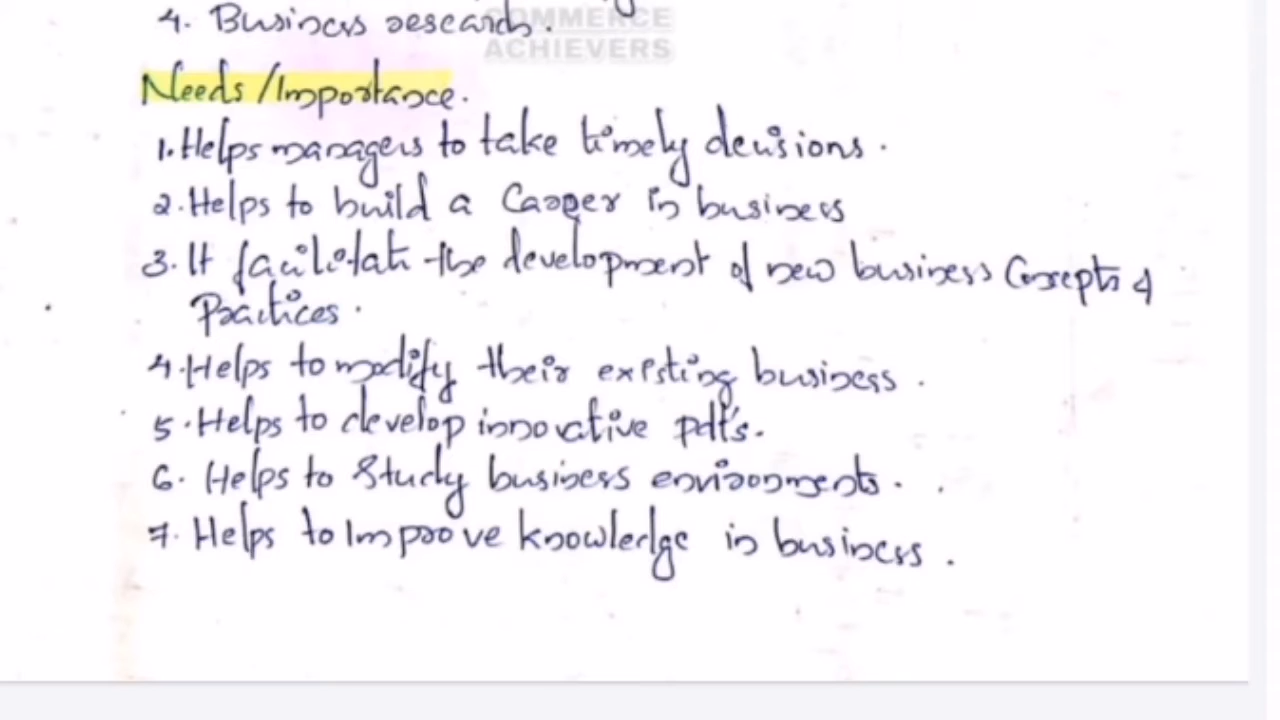 4. Business research.
COMMERCE
ACHIEVERS
Needs/Importance.
1. Helps managers to take timely decisions.
2. Helps to build a Career in business
3. It facilitate the development of new business Concepts &
Practices.
4. Helps to modify their existing business.
5. Helps to develop innovative pdt's.
6. Helps to Study business environments.
7. Helps to Improve knowledge in business.